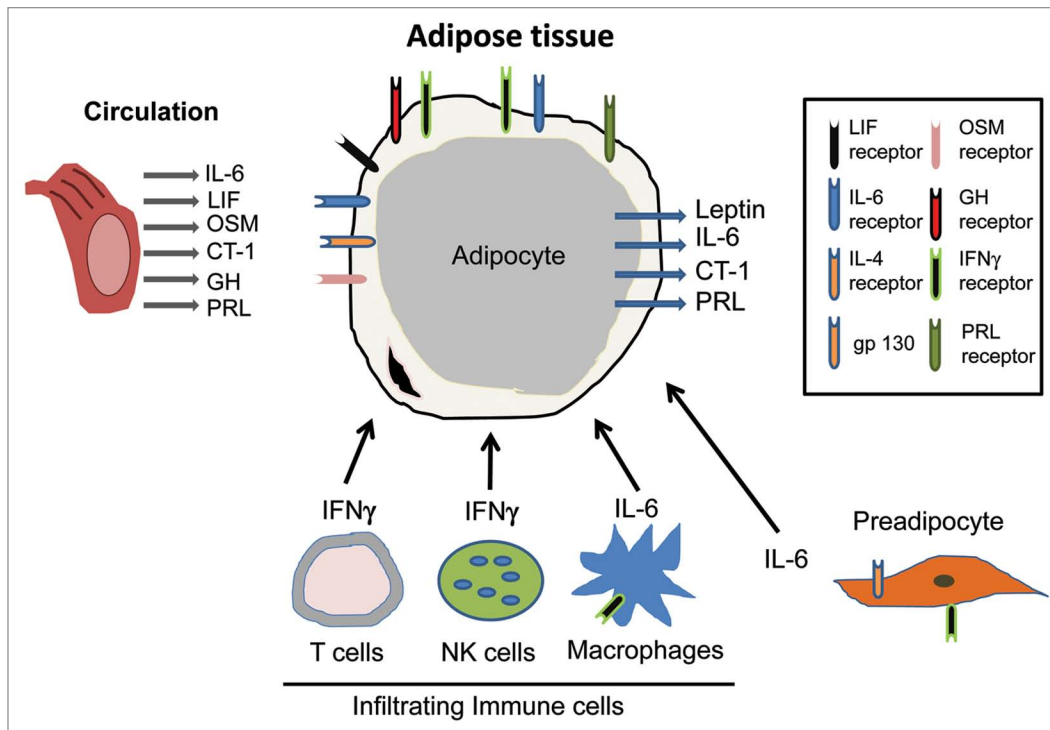 Adipose tissue
Circulation
IL-6
LIF
OSM
CT-1
GH
PRL
Adipocyte
Leptin
IL-6
CT-1
PRL
LIF
receptor
OSM
receptor
IL-6
receptor
GH
receptor
IL-4
receptor
IFNγ
receptor
gp 130
PRL
receptor
IFNγ
IFNγ
IL-6
IL-6
Preadipocyte
T cells
NK cells
Macrophages
Infiltrating Immune cells